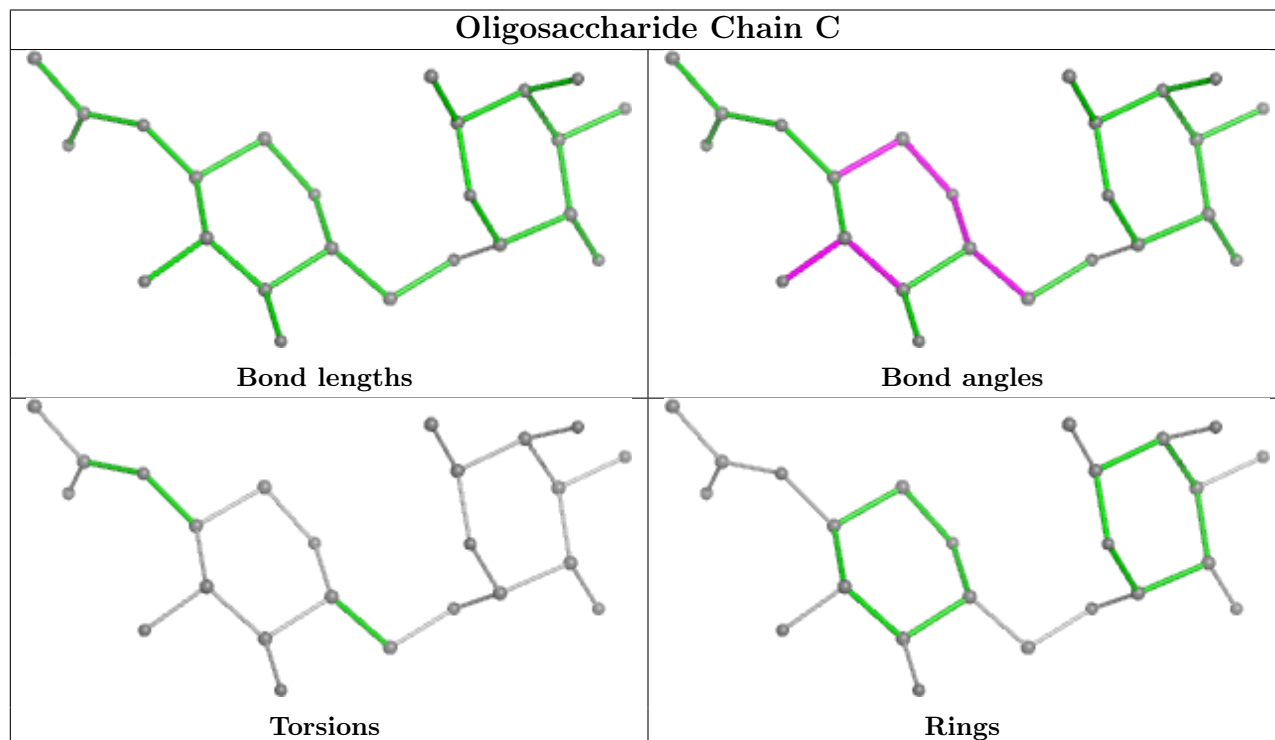 Oligosaccharide Chain C
Bond lengths
Bond angles
Torsions
Rings